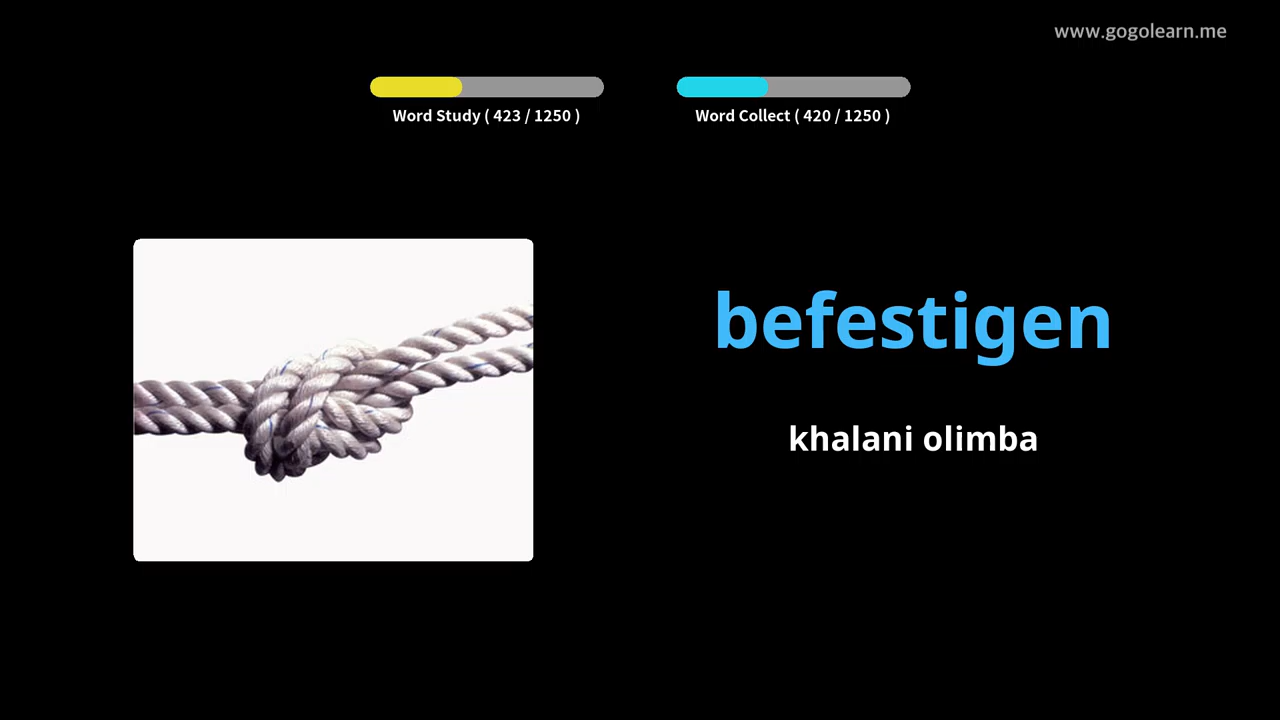 www.gogolearn.me
Word Study ( 423 / 1250 )
Word Collect ( 420 / 1250 )
befestigen
khalani olimba